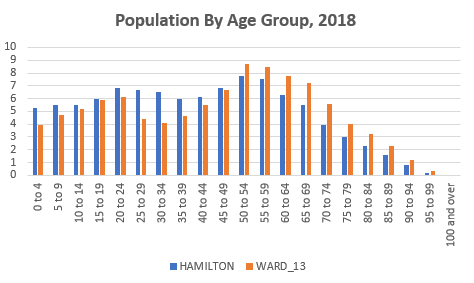 Population By Age Group, 2018
10
9
8
7
6
5
4
3
2
1
0
0 to 4
5 to 9
10 to 14
15 to 19
20 to 24
25 to 29
30 to 34
35 to 39
40 to 44
45 to 49
50 to 54
55 to 59
60 to 64
65 to 69
70 to 74
75 to 79
80 to 84
85 to 89
90 to 94
95 to 99
100 and over
HAMILTON WARD_13